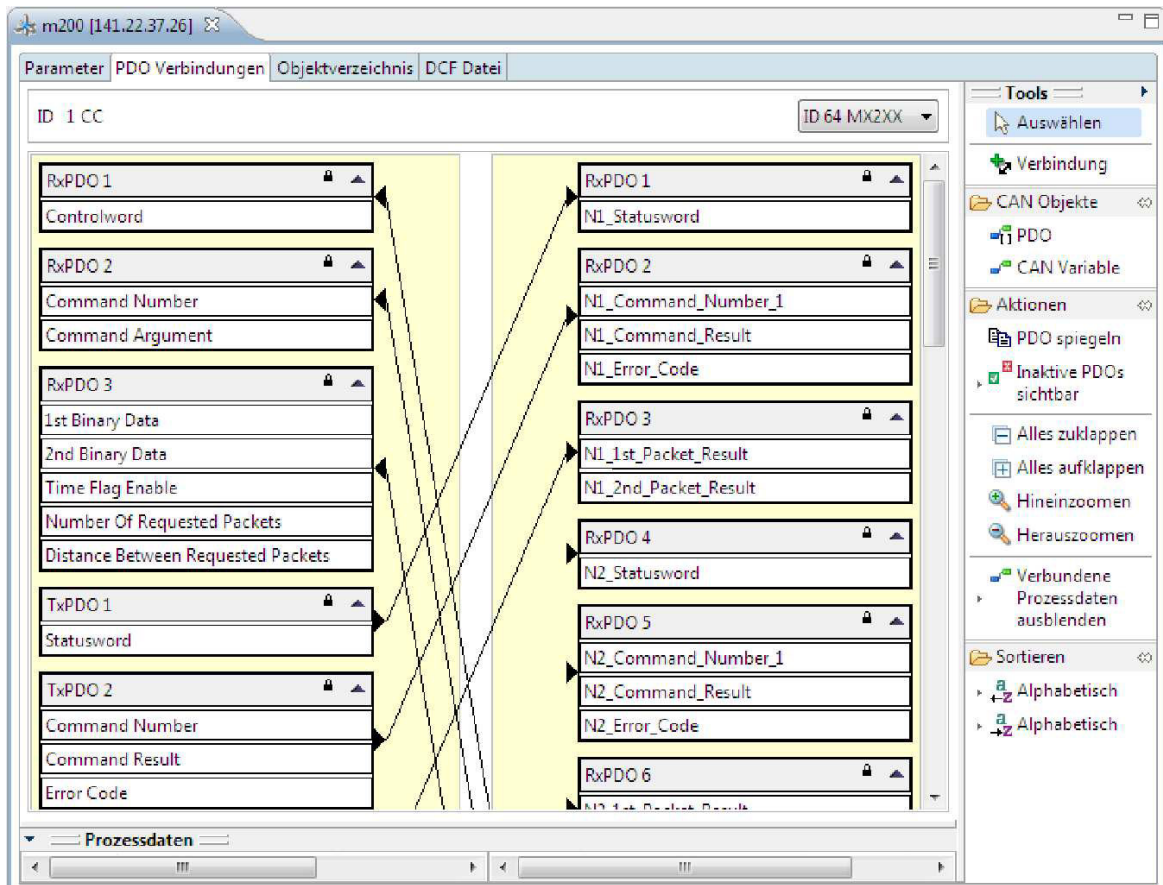 m200 [141.22.37.26]
Parameter PDO Verbindungen Objektverzeichnis DCF Datei
ID 1 CC
ID 64 MX2XX
RxPDO 1
Controlword
RxPDO 2
Command Number
Command Argument
RxPDO 3
1st Binary Data
2nd Binary Data
Time Flag Enable
Number Of Requested Packets
Distance Between Requested Packets
TxPDO 1
Statusword
TxPDO 2
Command Number
Command Result
Error Code
RxPDO 1
N1_Statusword
RxPDO 2
N1_Command_Number_1
N1_Command_Result
N1_Error_Code
RxPDO 3
N1_1st_Packet_Result
N1_2nd_Packet_Result
RxPDO 4
N2_Statusword
RxPDO 5
N2_Command_Number_1
N2_Command_Result
N2_Error_Code
RxPDO 6
N2_1st_Packet_Result
Prozessdaten
Tools
Auswählen
Verbindung
CAN Objekte
PDO
CAN Variable
Aktionen
PDO spiegeln
Inaktive PDOs
sichtbar
Alles zuklappen
Alles aufklappen
Hineinzoomen
Herauszoomen
Verbundene
Prozessdaten
ausblenden
Sortieren
Alphabetisch
Alphabetisch